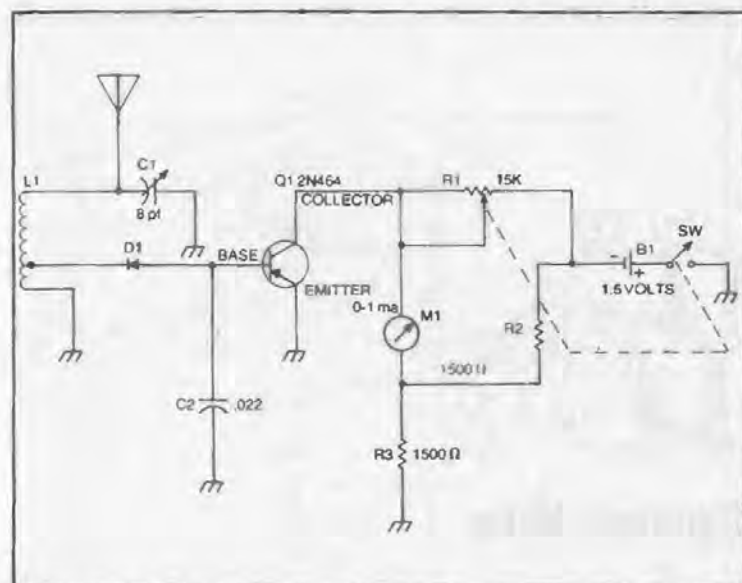 C1
L1
8 pf
Q1 2N464
COLLECTOR
R1
15K
D1
BASE
EMITTER
SW
B1
- +
1.5 VOLTS
0-1 ma
M1
R2
1500 Ω
C2 .022
R3 1500 Ω